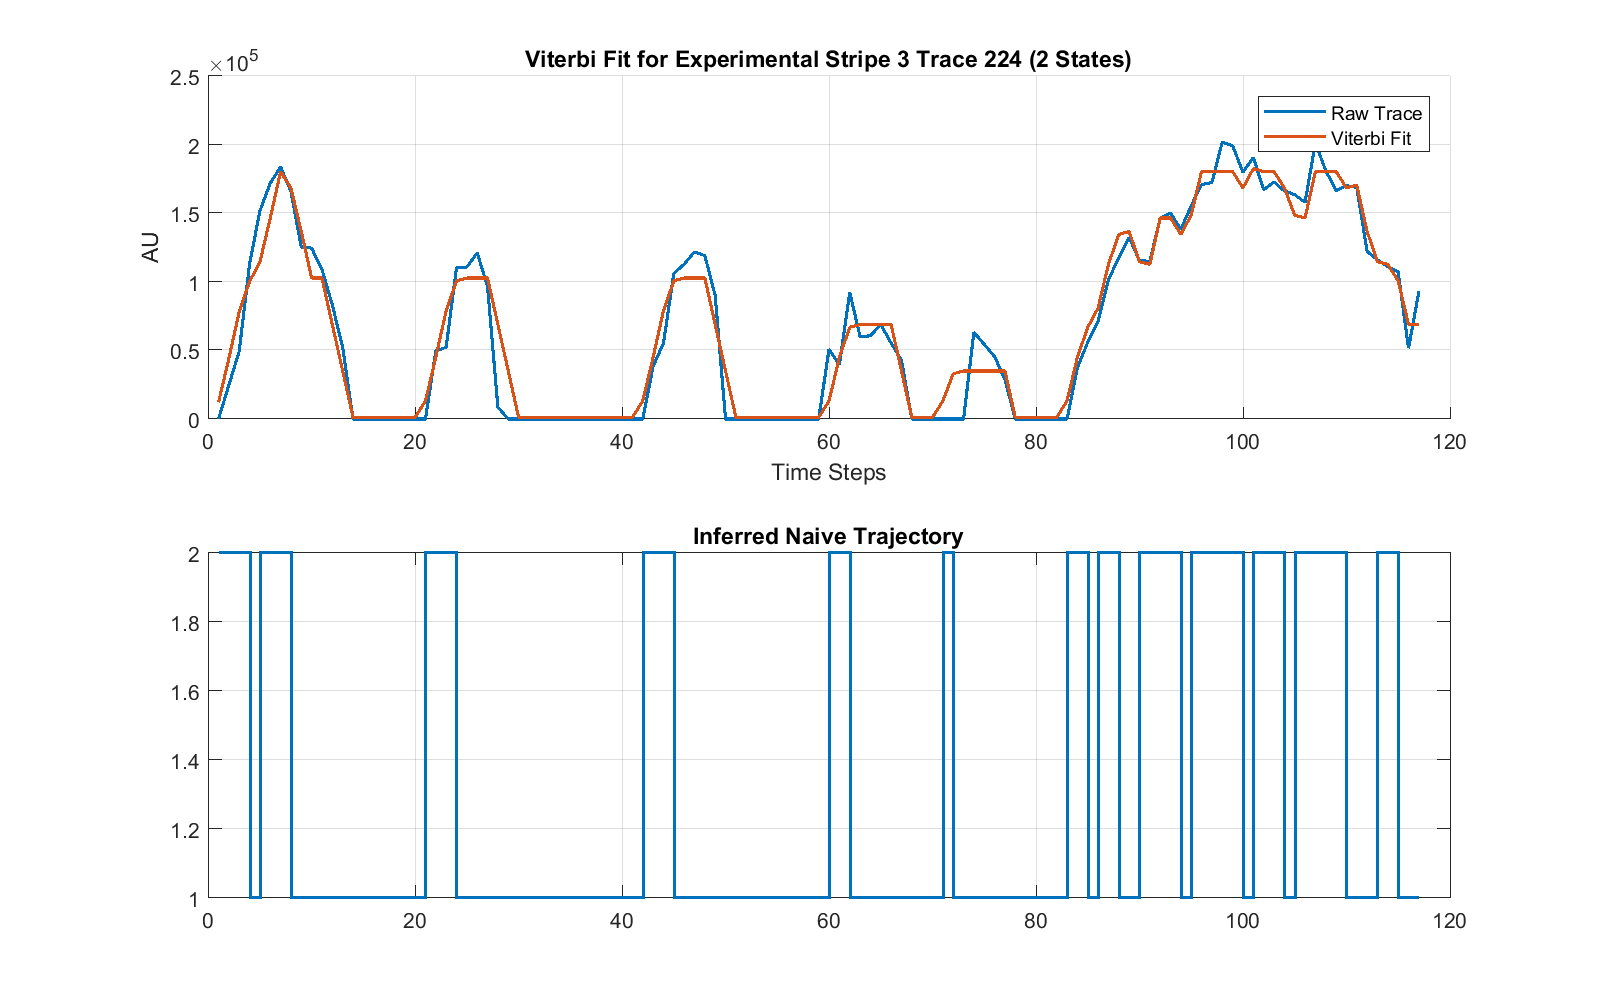 Viterbi Fit for Experimental Stripe 3 Trace 224 (2 States)
×10^5
2.5
2
1.5
1
0.5
0
AU
Raw Trace
Viterbi Fit
0 20 40 60 80 100 120
Time Steps
Inferred Naive Trajectory
2
1.8
1.6
1.4
1.2
1
0 20 40 60 80 100 120